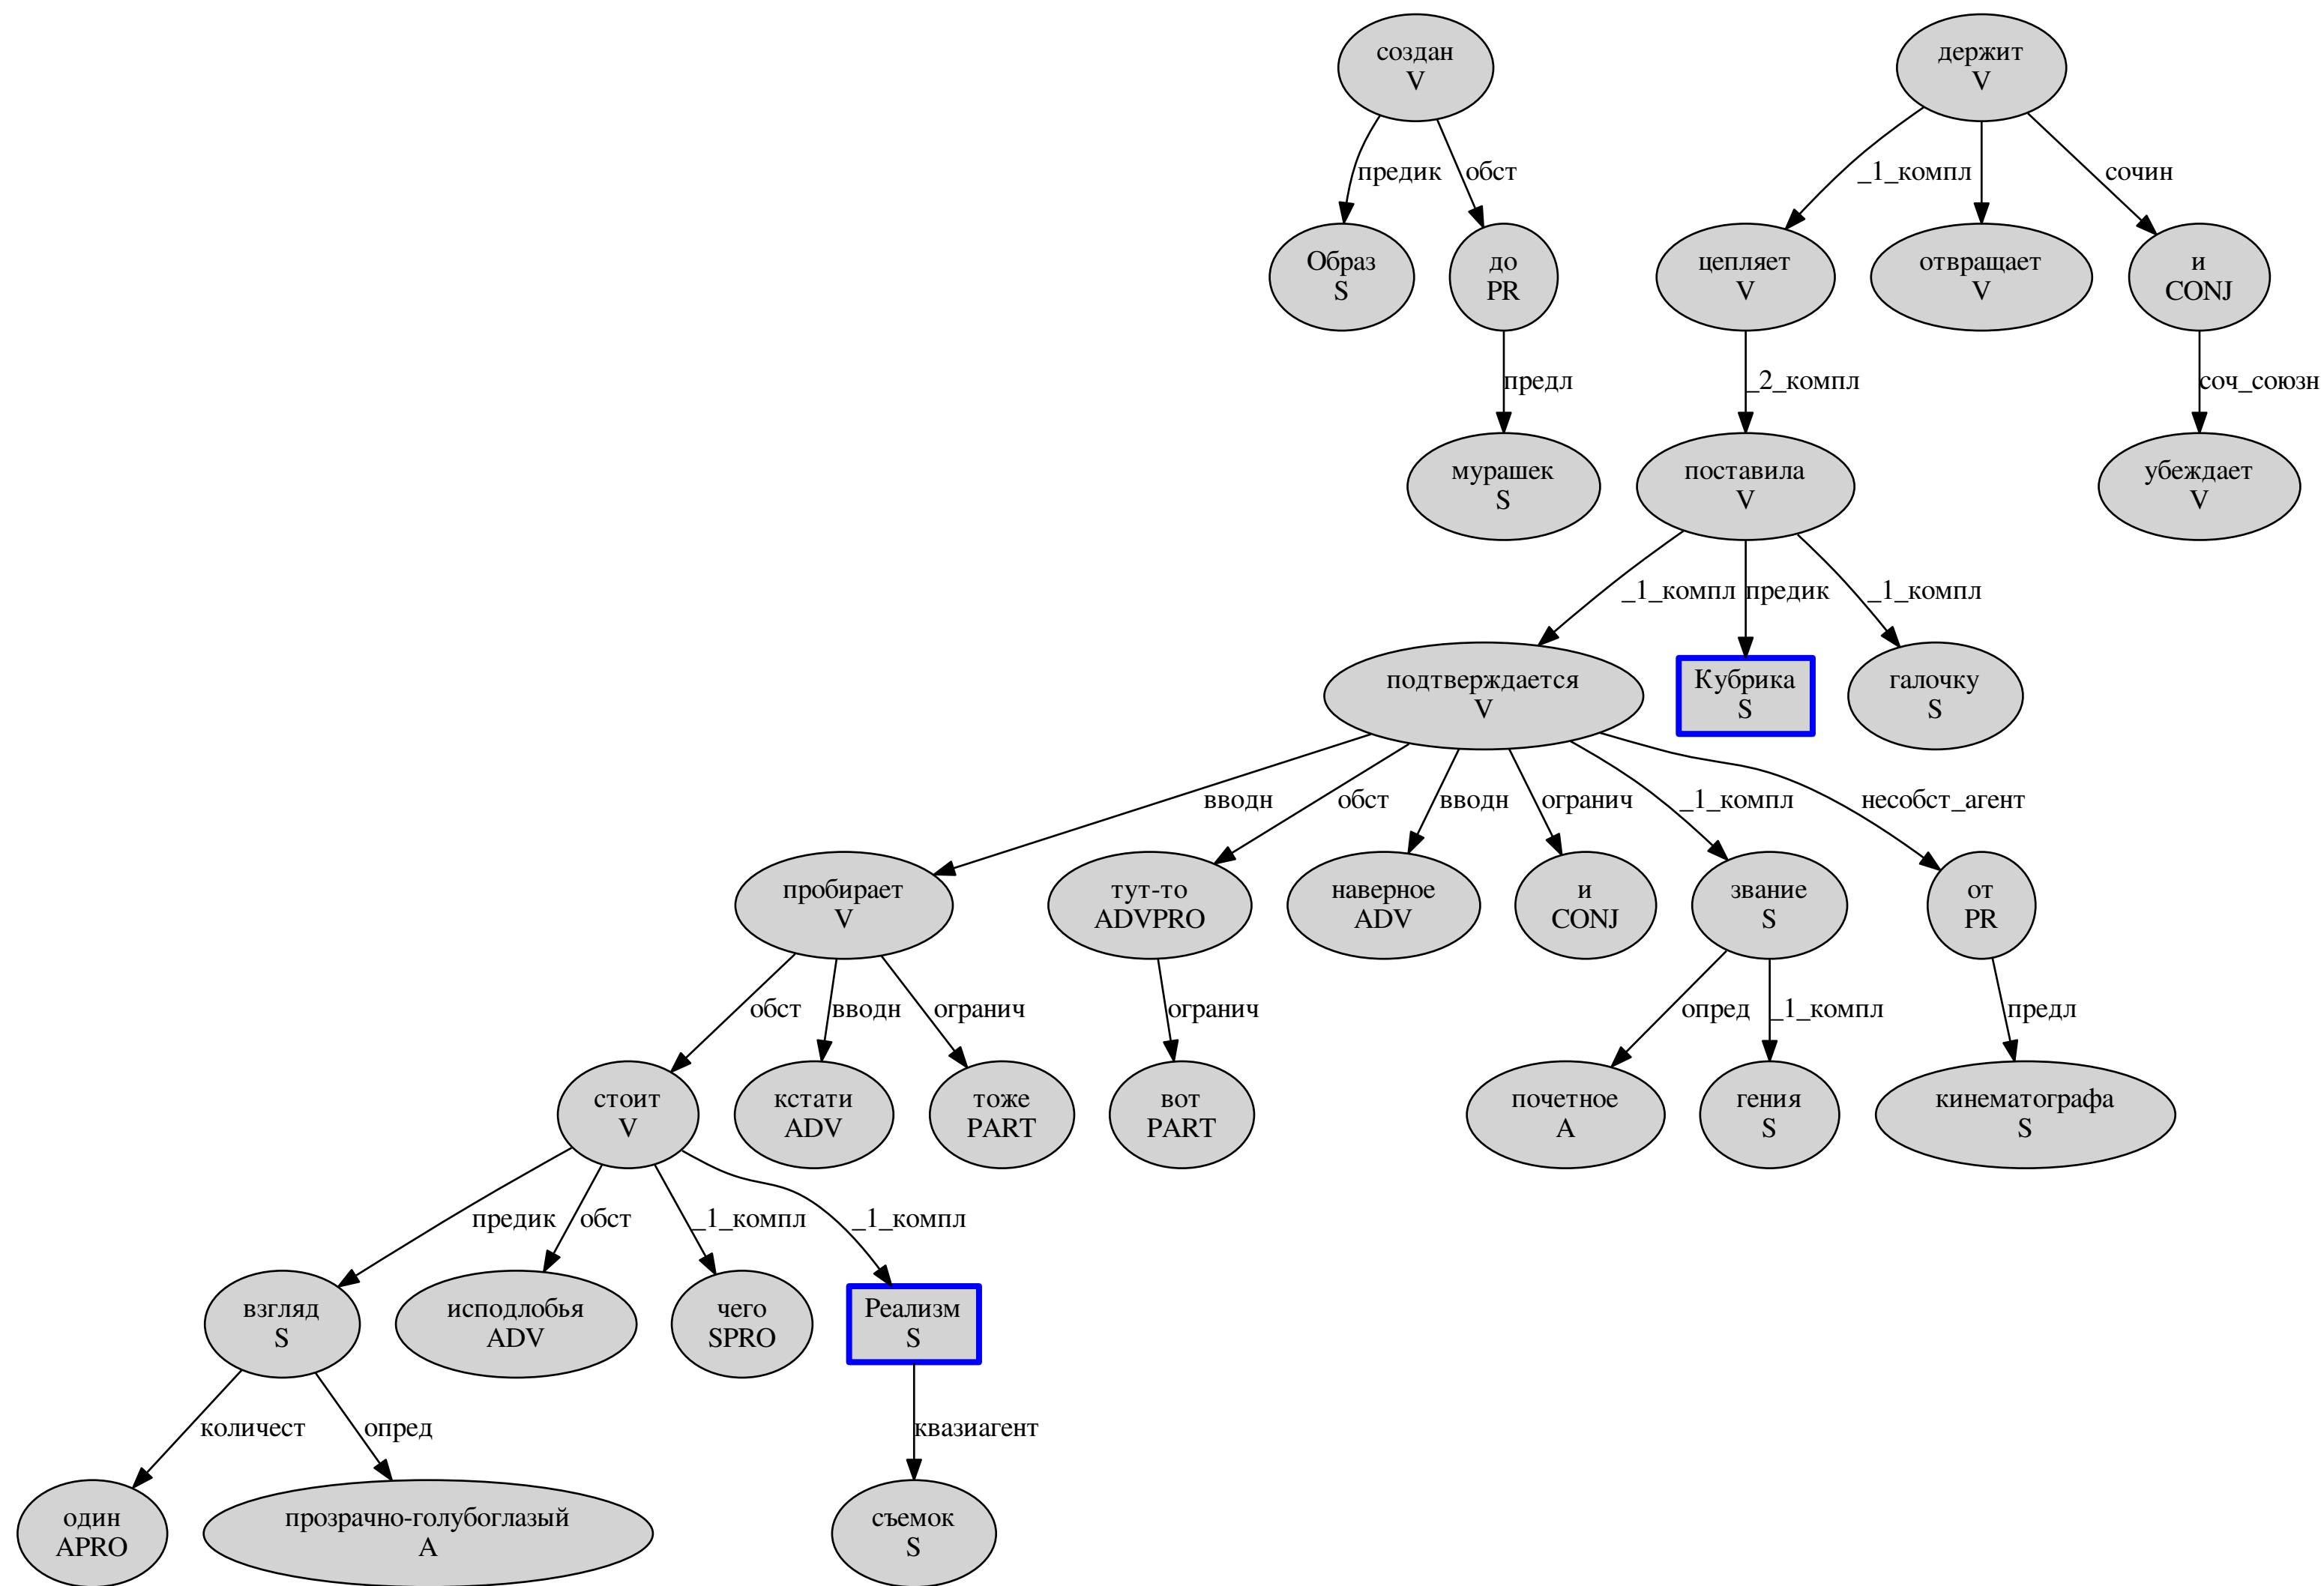 создан
V
держит
V
предик
обст
_1_компл
сочин
Образ
S
до
PR
цепляет
V
отвращает
V
и
CONJ
предл
_2_компл
соч_союзн
мурашек
S
поставила
V
убеждает
V
_1_компл
предик
_1_компл
подтверждается
V
Кубрика
S
галочку
S
вводн
обст
вводн
огранич
_1_компл
несобст_агент
пробирает
V
тут-то
ADVPRO
наверное
ADV
и
CONJ
звание
S
от
PR
обст
вводн
огранич
огранич
опред
_1_компл
предл
стоит
V
кстати
ADV
тоже
PART
вот
PART
почетное
A
гения
S
кинематографа
S
предик
обст
_1_компл
_1_компл
взгляд
S
исподлобья
ADV
чего
SPRO
Реализм
S
количест
опред
квазиагент
один
APRO
прозрачно-голубоглазый
A
съемок
S